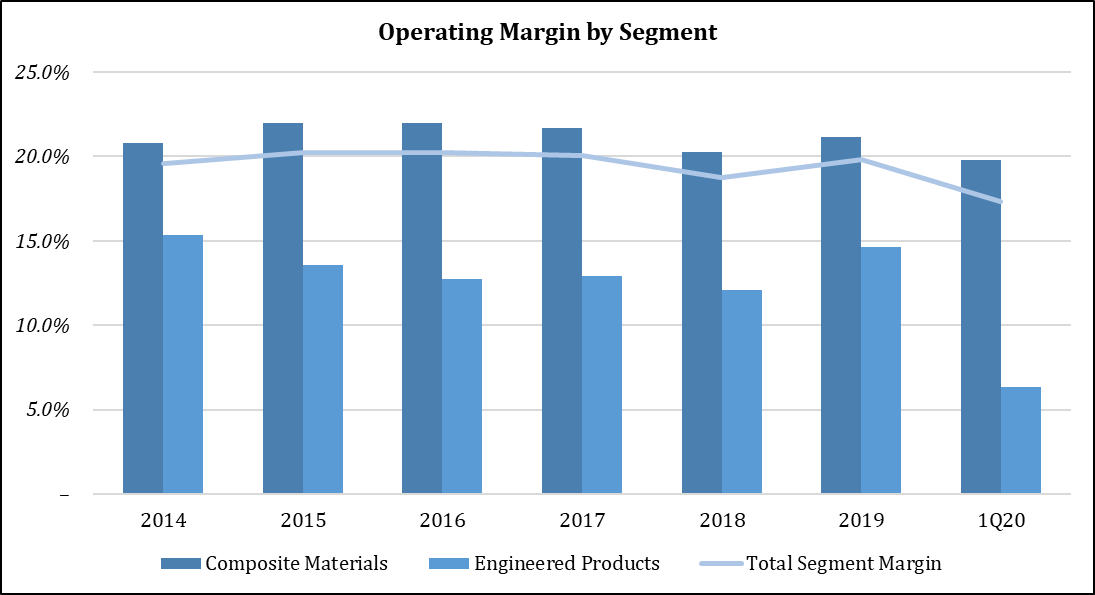 Operating Margin by Segment
25.0%
20.0%
15.0%
10.0%
5.0%
–
2014 2015 2016 2017 2018 2019 1Q20
Composite Materials Engineered Products Total Segment Margin